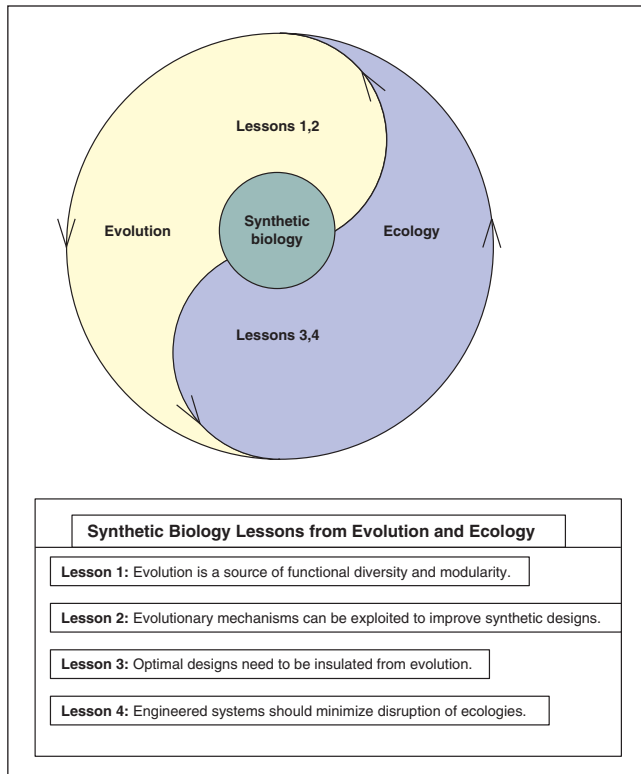 Lessons 1,2
Evolution
Synthetic
biology
Ecology
Lessons 3,4
Synthetic Biology Lessons from Evolution and Ecology
Lesson 1: Evolution is a source of functional diversity and modularity.
Lesson 2: Evolutionary mechanisms can be exploited to improve synthetic designs.
Lesson 3: Optimal designs need to be insulated from evolution.
Lesson 4: Engineered systems should minimize disruption of ecologies.